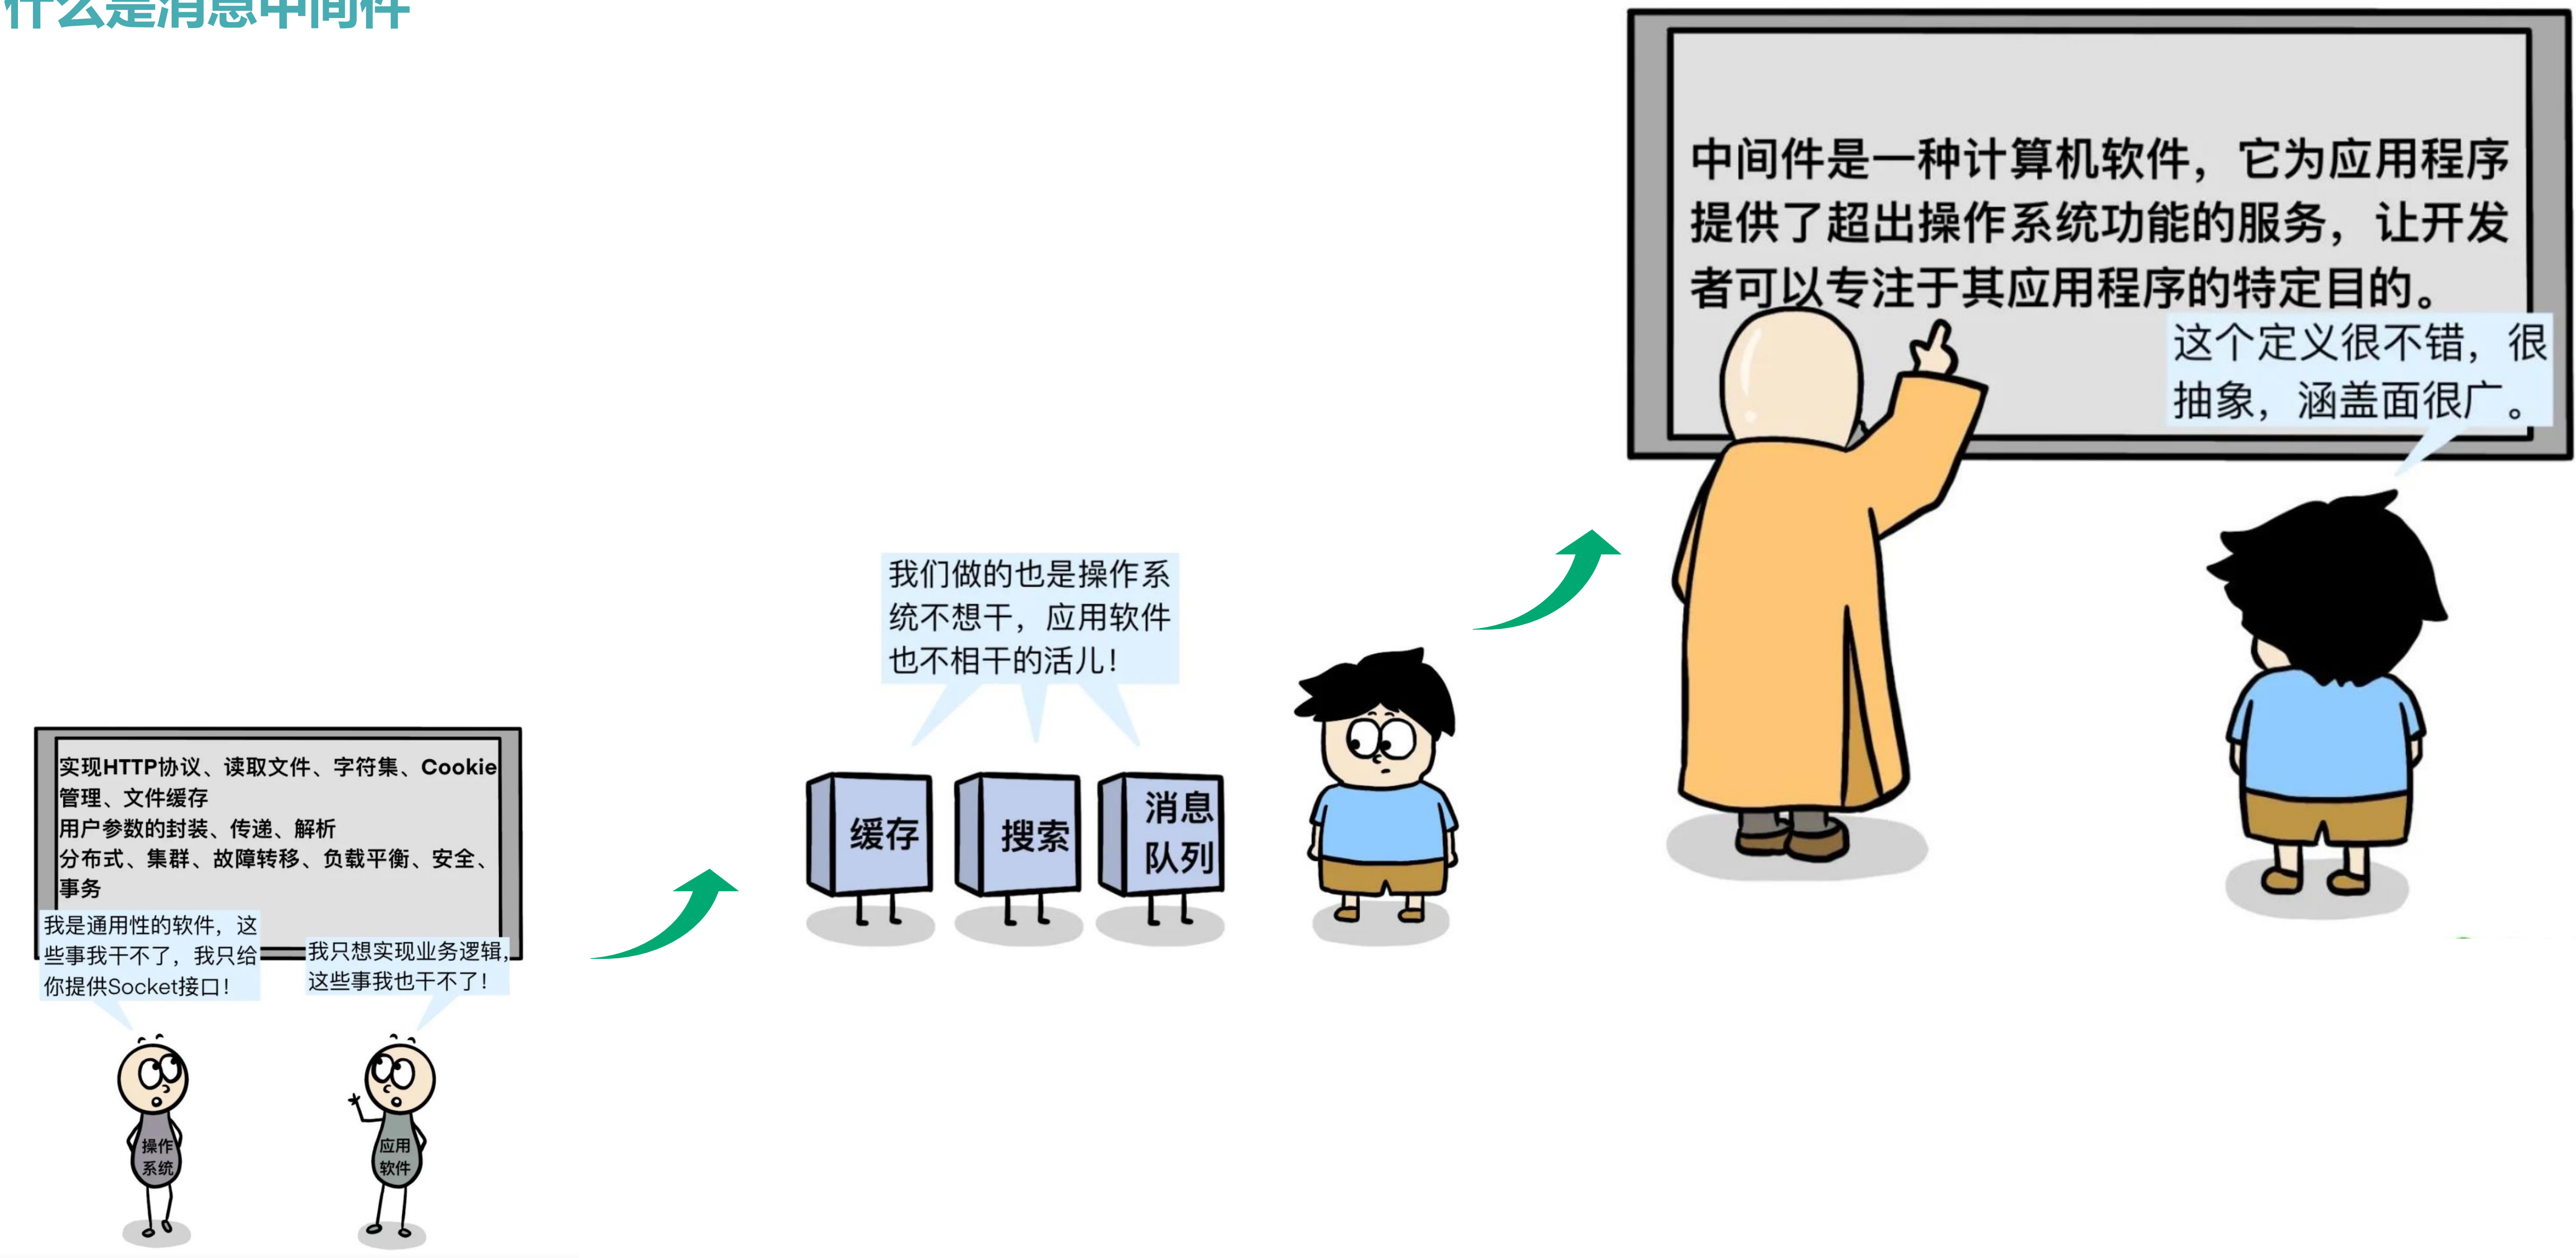 什么是消息中间件
实现HTTP协议、读取文件、字符集、Cookie
管理、文件缓存
用户参数的封装、传递、解析
分布式、集群、故障转移、负载平衡、安全、
事务
我是通用性的软件，这
些事我干不了，我只给
你提供Socket接口！
我只想实现业务逻辑，
这些事我也干不了！
操作
系统
应用
软件
我们做的也是操作系
统不想干，应用软件
也不相干的活儿！
缓存
搜索
消息
队列
中间件是一种计算机软件，它为应用程序
提供了超出操作系统功能的服务，让开发
者可以专注于其应用程序的特定目的。
这个定义很不错，很
抽象，涵盖面很广。